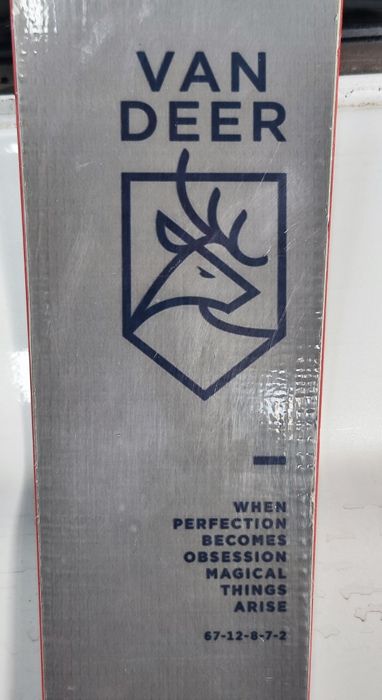 VAN
DEER
WHEN
PERFECTION
BECOMES
OBSESSION
MAGICAL
THINGS
ARISE
67-12-8-7-2